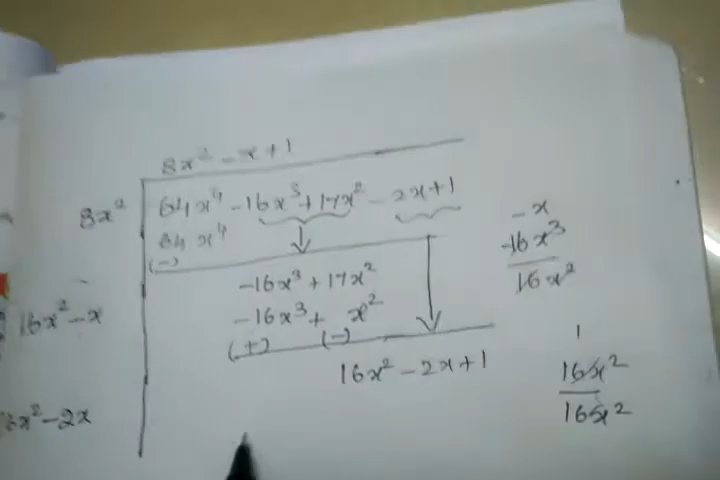 8x² - x + 1
8x² 64x⁴ - 16x³ + 17x² - 2x + 1
64x⁴
(-)
-16x³ + 17x²
16x² - x
-16x³ + x²
(+) (-)
16x² - 2x + 1
x² - 2x
-x
-16x³
16x²
1
16x²
16x²